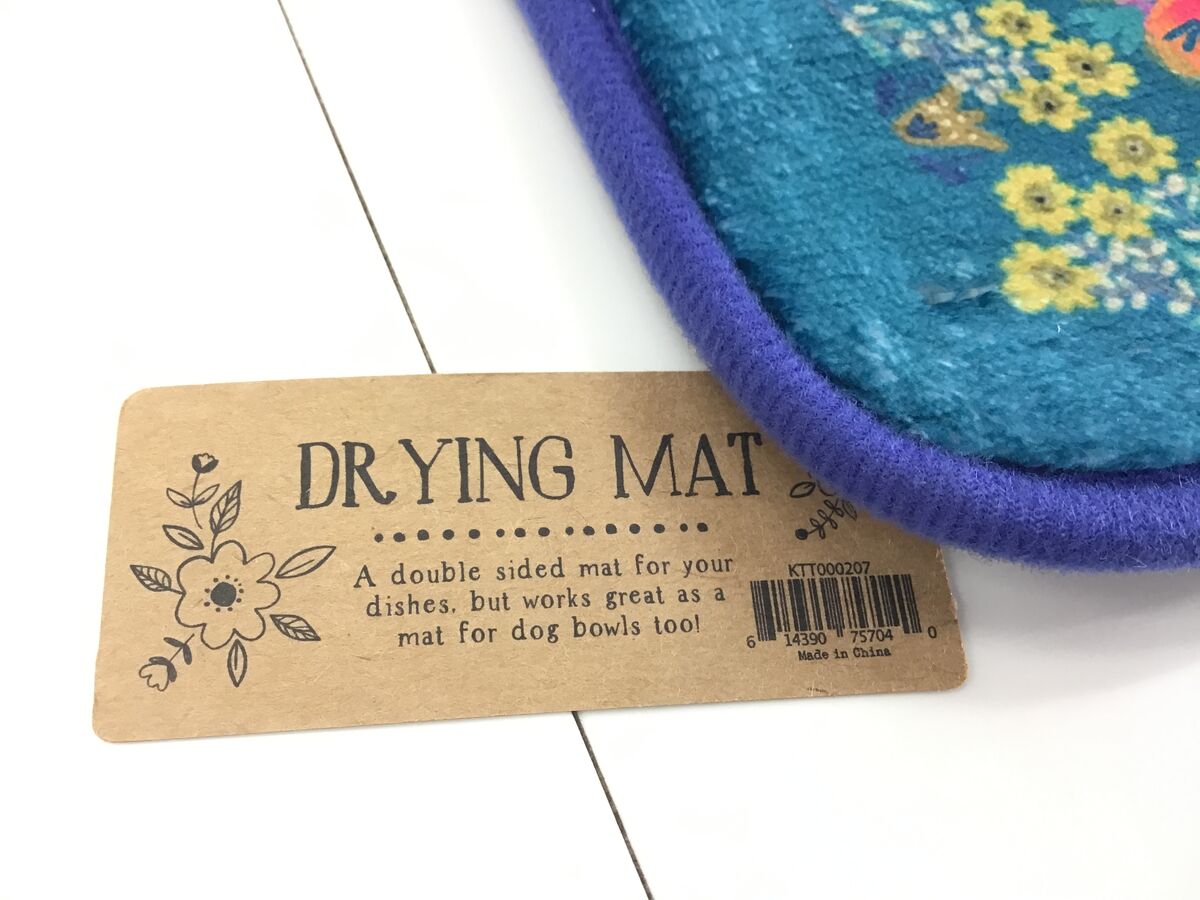 DRYING MAT
A double sided mat for your
dishes, but works great as a
mat for dog bowls too!
KTT000207
6 14390 75704 0
Made in China